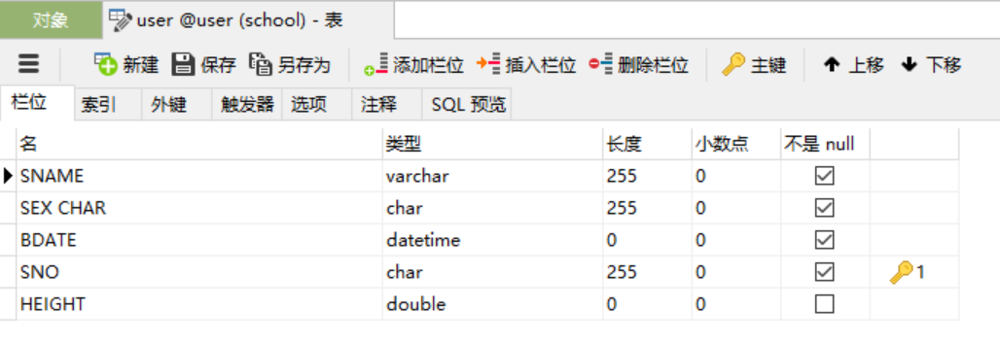 对象 user @user (school) - 表
新建 保存 另存为 添加栏位 插入栏位 删除栏位 主键 上移 下移
栏位 索引 外键 触发器 选项 注释 SQL 预览
名 类型 长度 小数点 不是 null
SNAME varchar 255 0
SEX CHAR char 255 0
BDATE datetime 0 0
SNO char 255 0 1
HEIGHT double 0 0